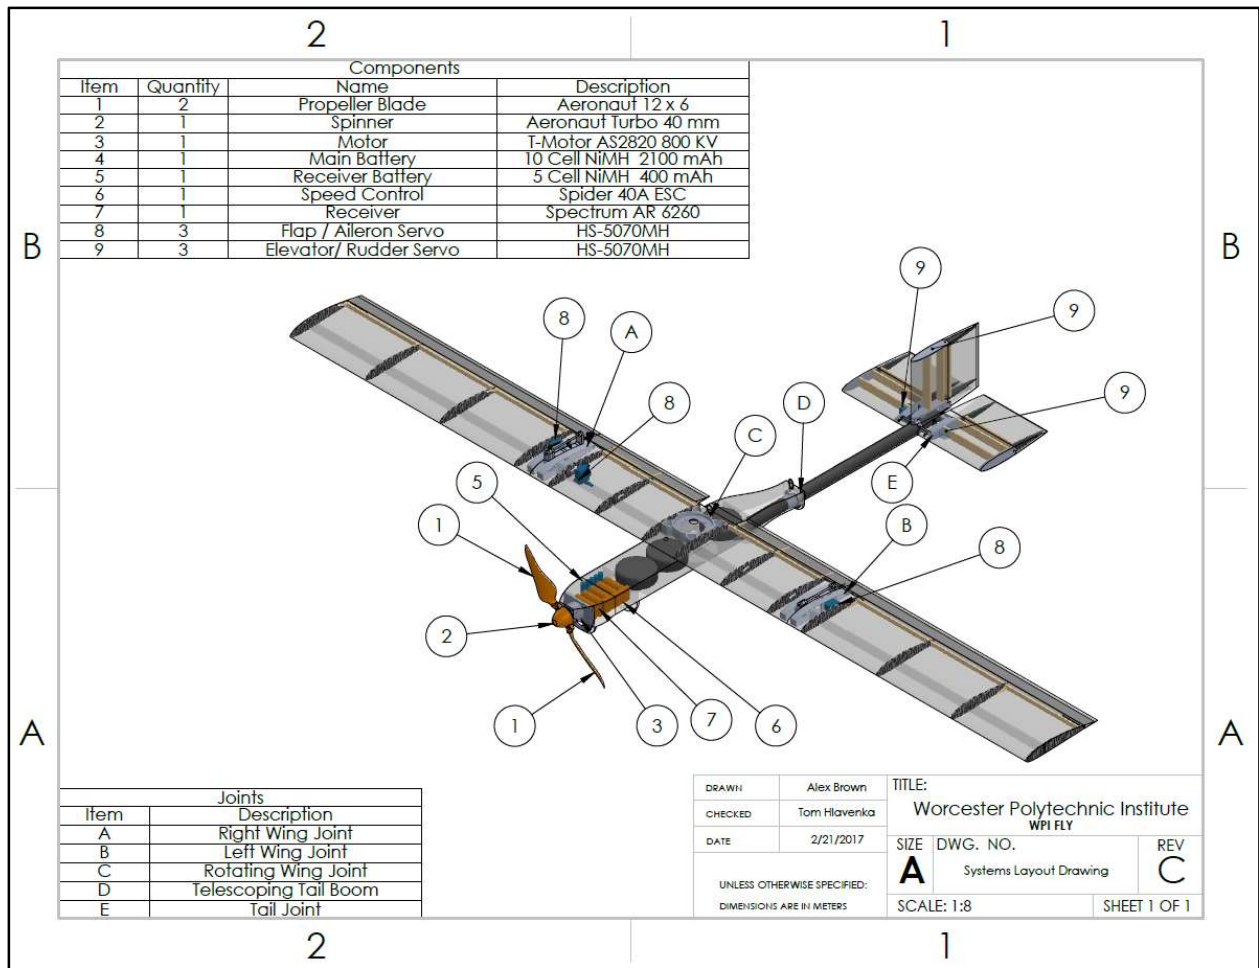 2 1
Components
Item Quantity Name Description
1 2 Propeller Blade Aeronaut 12 x 6
2 1 Spinner Aeronaut Turbo 40 mm
3 1 Motor T-Motor AS2820 800 KV
4 1 Main Battery 10 Cell NiMH 2100 mAh
5 1 Receiver Battery 5 Cell NiMH 400 mAh
6 1 Speed Control Spider 40A ESC
7 1 Receiver Spectrum AR 6260
8 3 Flap / Aileron Servo HS-5070MH
9 3 Elevator/ Rudder Servo HS-5070MH
B B
9
8 A 9
8 D 9
C
5 E
1 B
8
2
1 3 7 6
A A
Joints
Item Description
A Right Wing Joint
B Left Wing Joint
C Rotating Wing Joint
D Telescoping Tail Boom
E Tail Joint
DRAWN Alex Brown
CHECKED Tom Hlavenka
DATE 2/21/2017
UNLESS OTHERWISE SPECIFIED:
DIMENSIONS ARE IN METERS
TITLE:
Worcester Polytechnic Institute
WPI FLY
SIZE DWG. NO. REV
A Systems Layout Drawing C
SCALE: 1:8 SHEET 1 OF 1
2 1